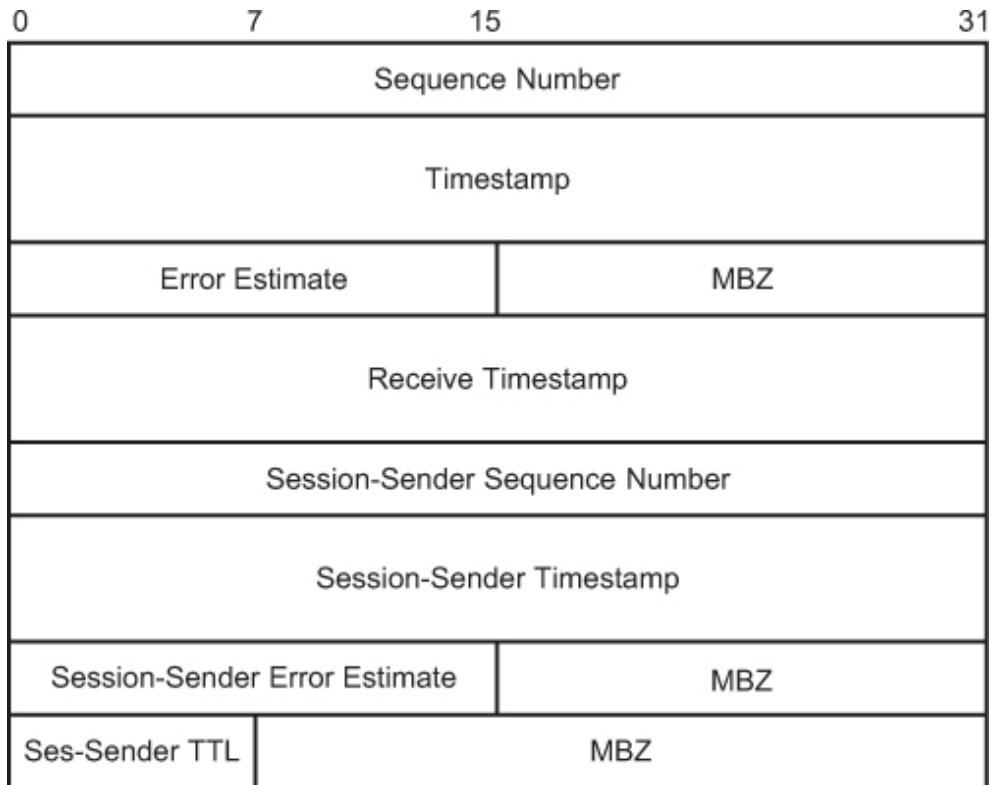 0 7 15 31
Sequence Number
Timestamp
Error Estimate MBZ
Receive Timestamp
Session-Sender Sequence Number
Session-Sender Timestamp
Session-Sender Error Estimate MBZ
Ses-Sender TTL MBZ